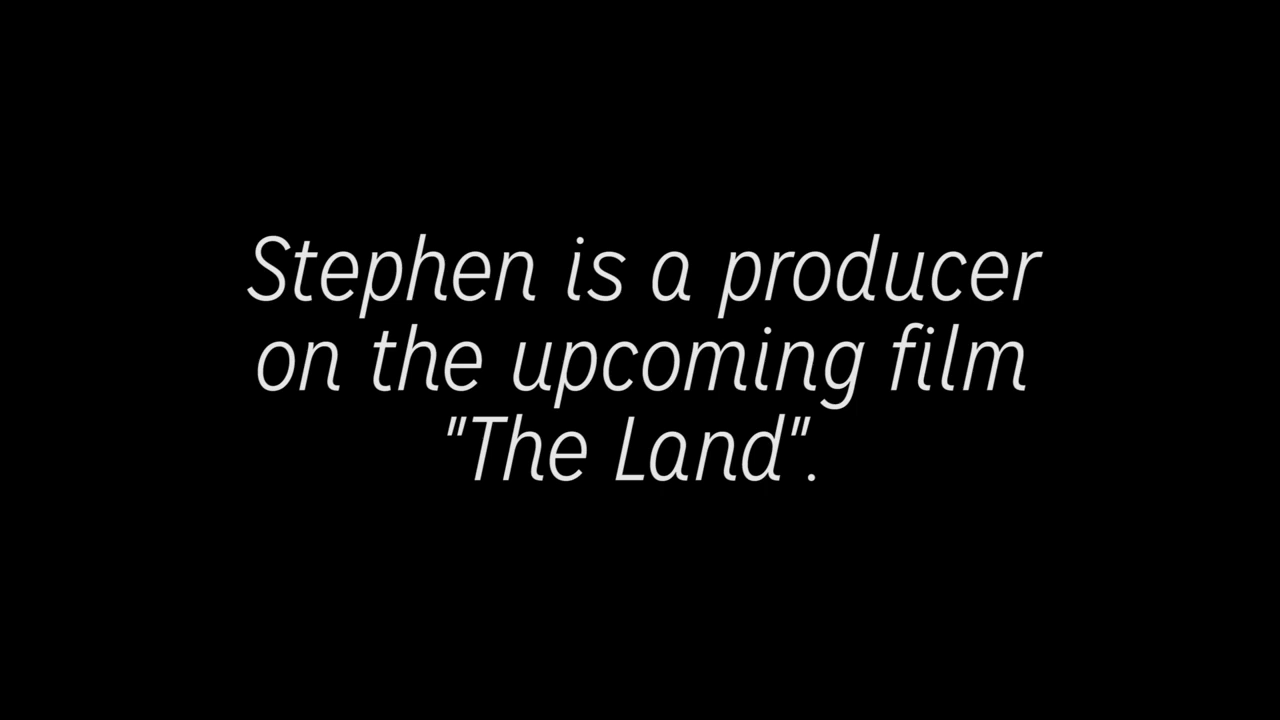 Stephen is a producer
on the upcoming film
"The Land".